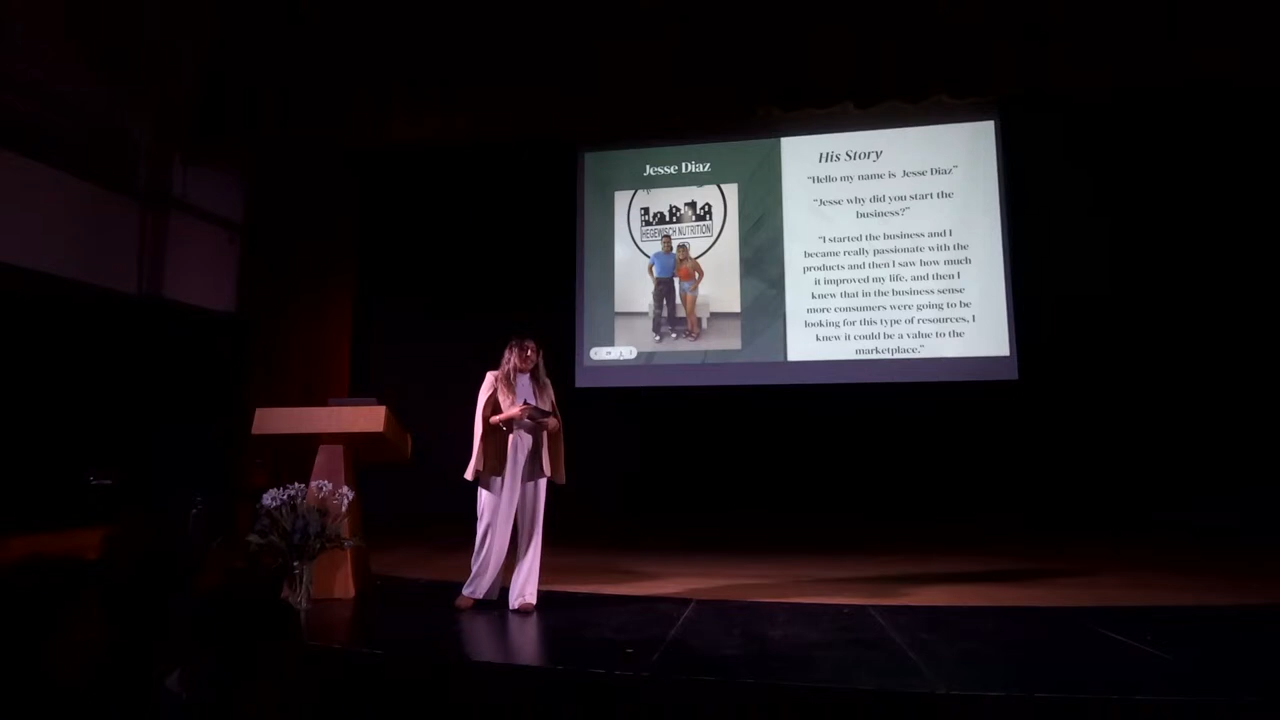 Jesse Diaz
HEGEWISCH NUTRITION
His Story
“Hello my name is Jesse Diaz”
“Jesse why did you start the
business?”
“I started the business and I
became really passionate with the
products and then I saw how much
it improved my life, and then I
knew that in the business sense
more consumers were going to be
looking for this type of resources, I
knew it could be a value to the
marketplace.”